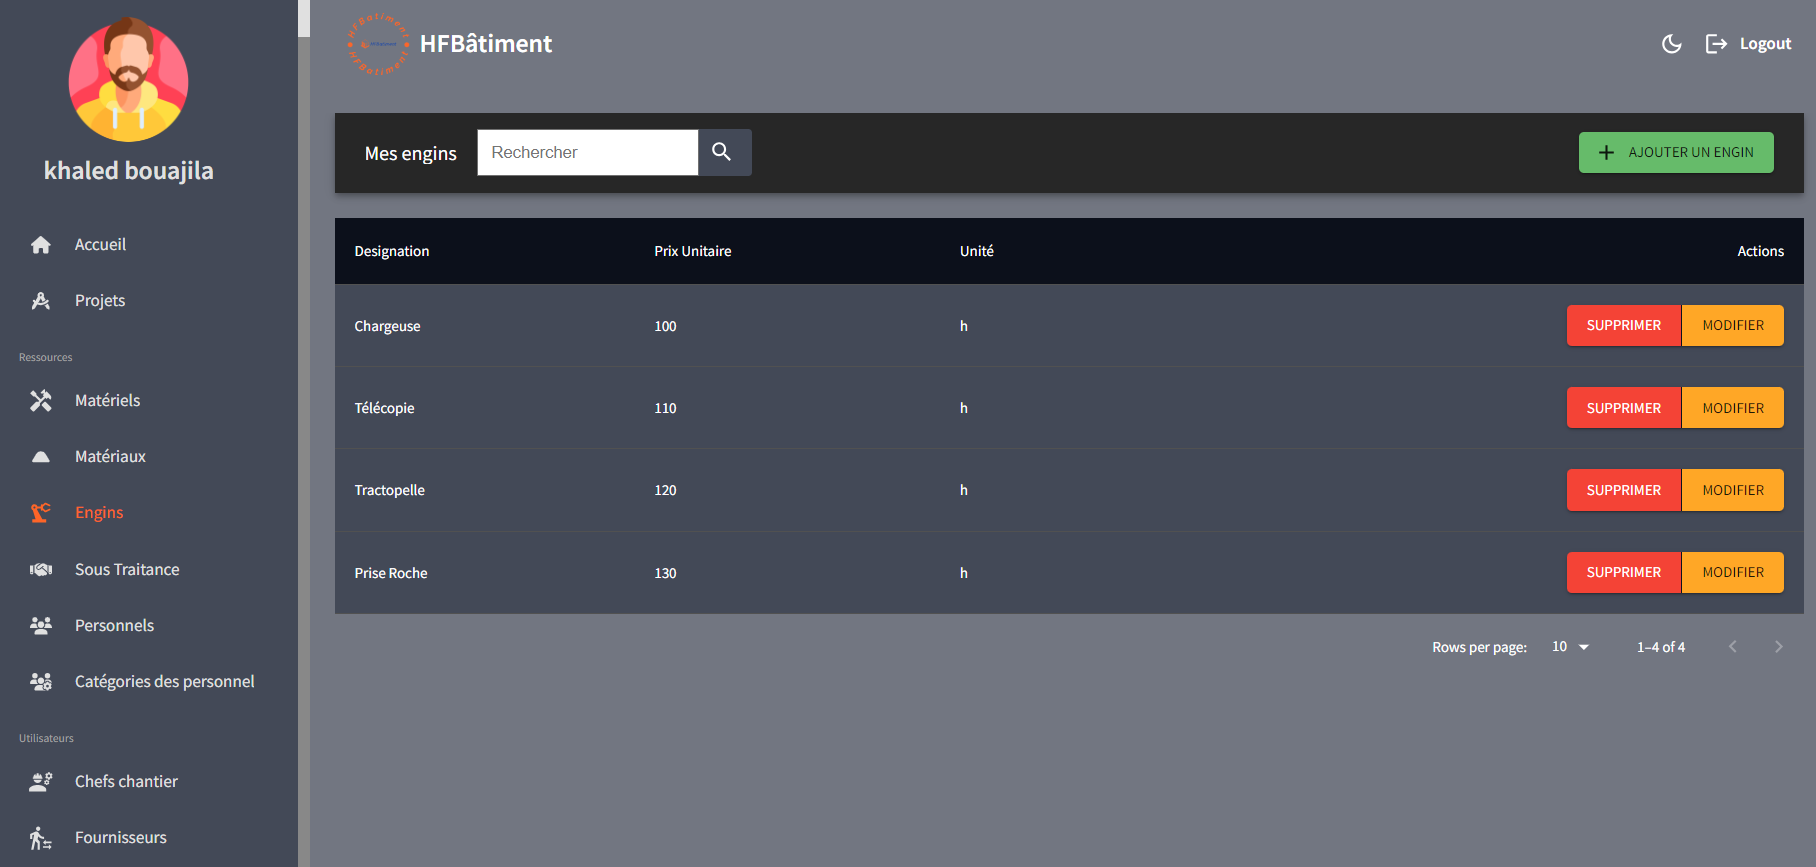 khaled bouajila
Accueil
Projets
Ressources
Matériels
Matériaux
Engins
Sous Traitance
Personnels
Catégories des personnel
Utilisateurs
Chefs chantier
Fournisseurs
HFBatiment
HFBatiment
HFBâtiment
Logout
Mes engins
Rechercher
AJOUTER UN ENGIN
Designation Prix Unitaire Unité Actions
Chargeuse 100 h SUPPRIMER MODIFIER
Télécopie 110 h SUPPRIMER MODIFIER
Tractopelle 120 h SUPPRIMER MODIFIER
Prise Roche 130 h SUPPRIMER MODIFIER
Rows per page: 10 1–4 of 4